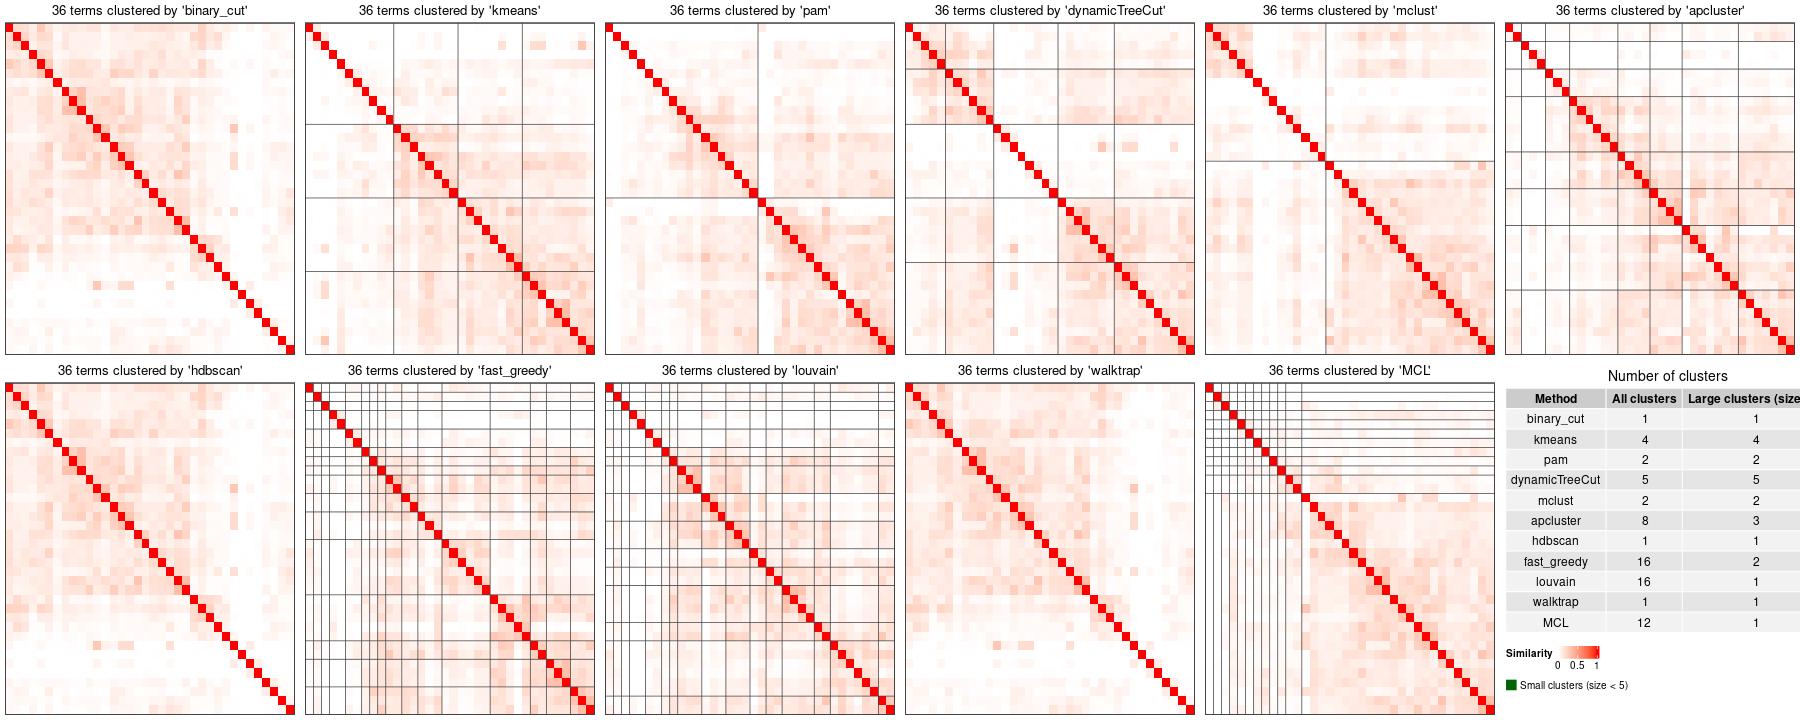 36 terms clustered by 'binary_cut'
36 terms clustered by 'kmeans'
36 terms clustered by 'pam'
36 terms clustered by 'dynamicTreeCut'
36 terms clustered by 'mclust'
36 terms clustered by 'apcluster'
36 terms clustered by 'hdbscan'
36 terms clustered by 'fast_greedy'
36 terms clustered by 'louvain'
36 terms clustered by 'walktrap'
36 terms clustered by 'MCL'
Number of clusters
Method All clusters Large clusters (size
binary_cut 1 1
kmeans 4 4
pam 2 2
dynamicTreeCut 5 5
mclust 2 2
apcluster 8 3
hdbscan 1 1
fast_greedy 16 2
louvain 16 1
walktrap 1 1
MCL 12 1
Similarity
0 0.5 1
Small clusters (size < 5)